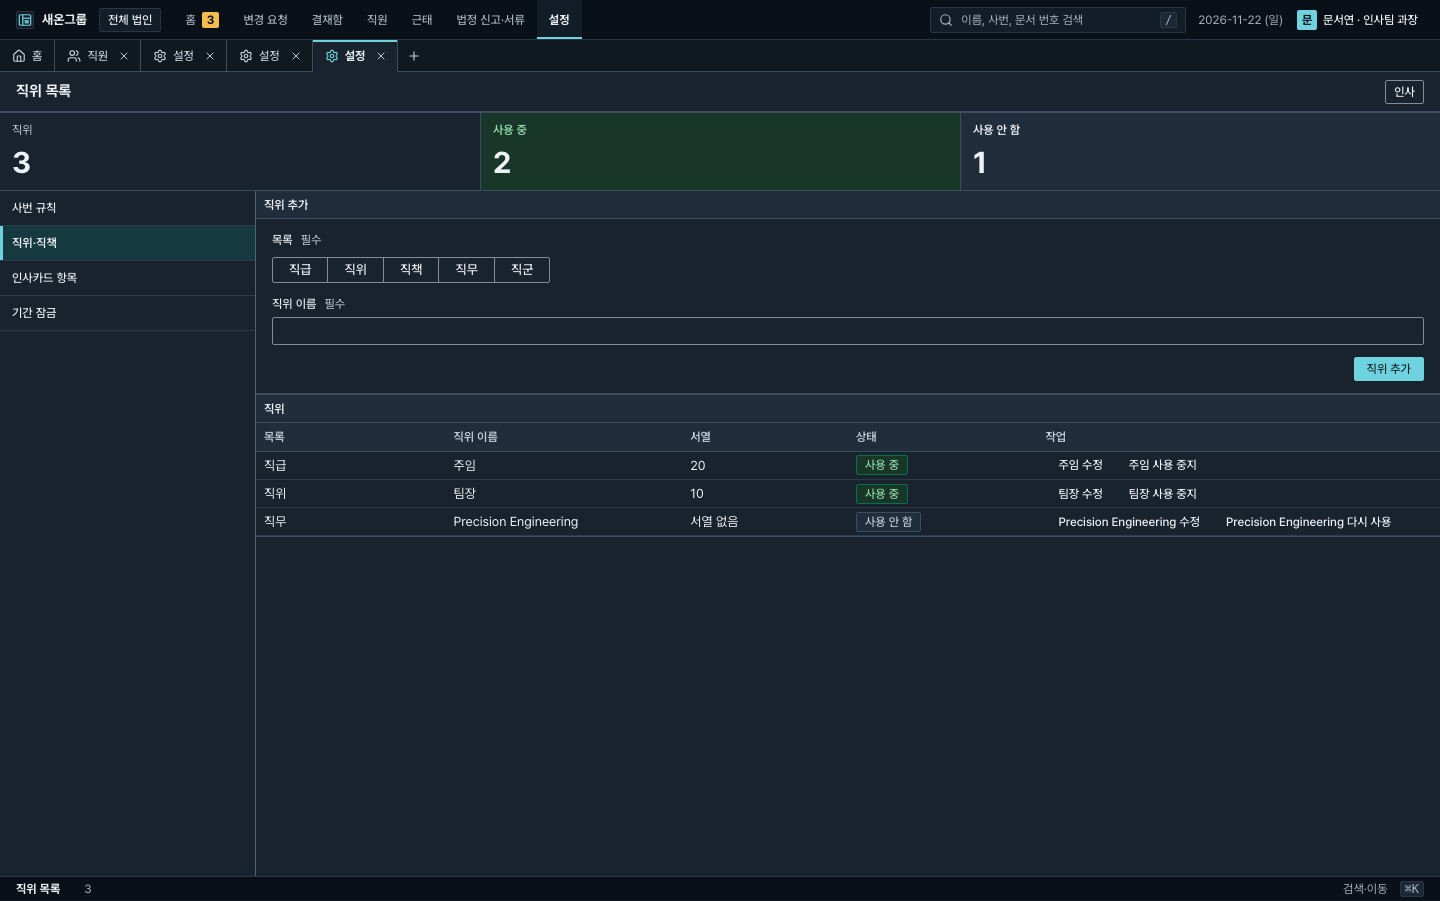 새온그룹 전체 법인 홈 3 변경 요청 결재함 직원 근태 법정 신고·서류 설정 이름, 사번, 문서 번호 검색 / 2026-11-22 (일) 문 문서연 · 인사팀 과장
홈 직원 설정 설정 설정
직위 목록 인사
직위 사용 중 사용 안 함
3 2 1
사번 규칙
직위·직책
인사카드 항목
기간 잠금
직위 추가
목록 필수
직급 직위 직책 직무 직군
직위 이름 필수
직위 추가
직위
목록 직위 이름 서열 상태 작업
직급 주임 20 사용 중 주임 수정 주임 사용 중지
직위 팀장 10 사용 중 팀장 수정 팀장 사용 중지
직무 Precision Engineering 서열 없음 사용 안 함 Precision Engineering 수정 Precision Engineering 다시 사용
직위 목록 3 검색·이동 ⌘K